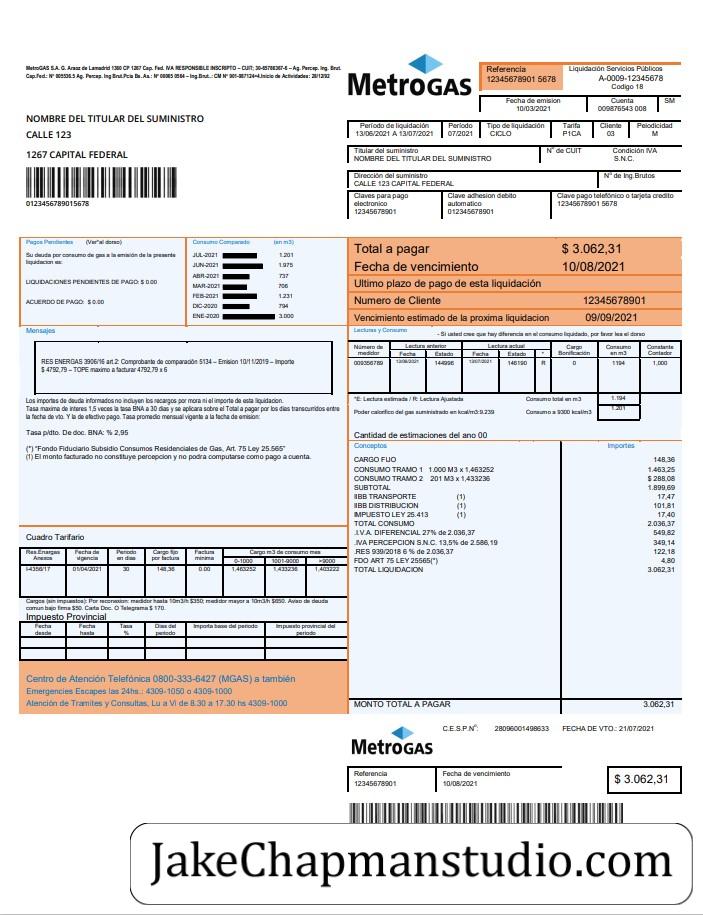 MetroGAS S.A. G. Araoz de Lamadrid 1360 CP 1267 Cap. Fed. IVA RESPONSIBLE INSCRIPTO – CUIT; 30-65786367-6 – Ag. Percep. Ing. Brut.
Cap.Fed.: Nº 005536.5 Ag. Percep. Ing Brut.Pcia Bs. As.: Nº 00005 0564 – Ing.Brut..: CM Nº 901-987124=4.Inicio de Actividades: 28/12/92
MetroGAS
Referencia
12345678901 5678
Liquidación Servicios Públicos
A-0009-12345678
Codigo 18
Fecha de emision
10/03/2021
Cuenta
009876543 008
SM
NOMBRE DEL TITULAR DEL SUMINISTRO
CALLE 123
1267 CAPITAL FEDERAL
0123456789015678
Período de liquidación
13/06/2021 A 13/07/2021
Período
07/2021
Tipo de liquidación
CICLO
Tarifa
P1CA
Cliente
03
Peiodicidad
M
Titular del suministro
NOMBRE DEL TITULAR DEL SUMINISTRO
Nº de CUIT
Condición IVA
S.N.C.
Dirección del suministro
CALLE 123 CAPITAL FEDERAL
Nº de Ing.Brutos
Claves para pago
electronico
12345678901
Clave adhesion debito
automatico
012345678901
Clave pago telefónico o tarjeta credito
12345678901 5678
Pagos Pendientes (Ver*al dorso)
Su deuda por consumo de gas a la emisión de la presente
liquidacion es:
LIQUIDACIONES PENDIENTES DE PAGO: $ 0.00
ACUERDO DE PAGO: $ 0.00
Consumo Comparado (en m3)
JUL-2021 1.201
JUN-2021 1.975
ABR-2021 737
MAR-2021 706
FEB-2021 1.231
DIC-2020 794
ENE-2020 3.000
Total a pagar $ 3.062,31
Fecha de vencimiento 10/08/2021
Ultimo plazo de pago de esta liquidación
Numero de Cliente 12345678901
Vencimiento estimado de la proxima liquidacion 09/09/2021
Mensajes
RES ENERGAS 3906/16 art.2: Comprobante de comparación 5134 – Emision 10/11/2019 – Importe
$ 4792,79 – TOPE maximo a facturar 4792,79 x 6
Los importes de deuda informados no incluyen los recargos por mora ni el importe de esta liquidacion.
Tasa maxima de interes 1,5 veces la tasa BNA a 30 dias y se aplicara sobre el Total a pagar por los dias transcurridos entre
la fecha de vto. Y la de efectivo pago. Tasa promedio mensual vigente a la fecha de emision:
Tasa p/dto. De doc. BNA: % 2,95
(*) "Fondo Fiduciario Subsidio Consumos Residenciales de Gas, Art. 75 Ley 25.565"
(1) El monto facturado no constituye percepcion y no podra computarse como pago a cuenta.
Lecturas y Consumo - Si usted cree que hay diferencia en el consumo liquidado, por favor lea el dorso
Número de
medidor
Lectura anterior
Fecha Estado
Lectura actual
Fecha Estado
*
Cargo
Bonificación
Consumo
en m3
Constante
Contador
009356789 13/06/2021 144996 13/07/2021 146190 R 0 1194 1,000
*E: Lectura estimada / R: Lectura Ajustada Consumo total en m3 1.194
Poder calorífico del gas suministrado en kcal/m3:9.239 Consumo a 9300 kcal/m3 1.201
Cantidad de estimaciones del ano 00
Conceptos Importes
CARGO FIJO 148,36
CONSUMO TRAMO 1 1.000 M3 x 1,463252 1.463,25
CONSUMO TRAMO 2 201 M3 x 1,433236 $ 288,08
SUBTOTAL 1.899,69
IIBB TRANSPORTE (1) 17,47
IIBB DISTRIBUCION (1) 101,81
IMPUESTO LEY 25.413 (1) 17,40
TOTAL CONSUMO 2.036,37
.I.V.A. DIFERENCIAL 27% de 2.036,37 549,82
.IVA PERCEPCION S.N.C. 13,5% de 2.586,19 349,14
.RES 939/2018 6 % de 2.036,37 122,18
FDO ART 75 LEY 25565(*) 4,80
TOTAL LIQUIDACION 3.062,31
MONTO TOTAL A PAGAR 3.062,31
Cuadro Tarifario
Res.Enargas
Anexos
Fecha de
vigencia
Periodo
en dias
Cargo fijo
por factura
Factura
minima
Cargo m3 de consumo mes
0-1000 1001-9000 >9000
I-4356/17 01/04/2021 30 148,36 0.00 1,463252 1,433236 1,403222
Cargos (sin impuestos): Por reconexion: medidor hasta 10m3/h $350; medidor mayor a 10m3/h $650. Aviso de deuda
comun bajo firma $50. Carta Doc. O Telegrama $ 170.
Impuesto Provincial
Fecha
desde
Fecha
hasta
Tasa
%
Dias del
periodo
Importa base del periodo
Impuesto provincial del
periodo
Centro de Atención Telefónica 0800-333-6427 (MGAS) a también
Emergencies Escapes las 24hs.: 4309-1050 o 4309-1000
Atención de Tramites y Consultas, Lu a Vi de 8.30 a 17.30 hs 4309-1000
MetroGAS
C.E.S.P.Nº: 28096001498633 FECHA DE VTO.: 21/07/2021
Referencia
12345678901
Fecha de vencimiento
10/08/2021
$ 3.062,31
JakeChapmanstudio.com